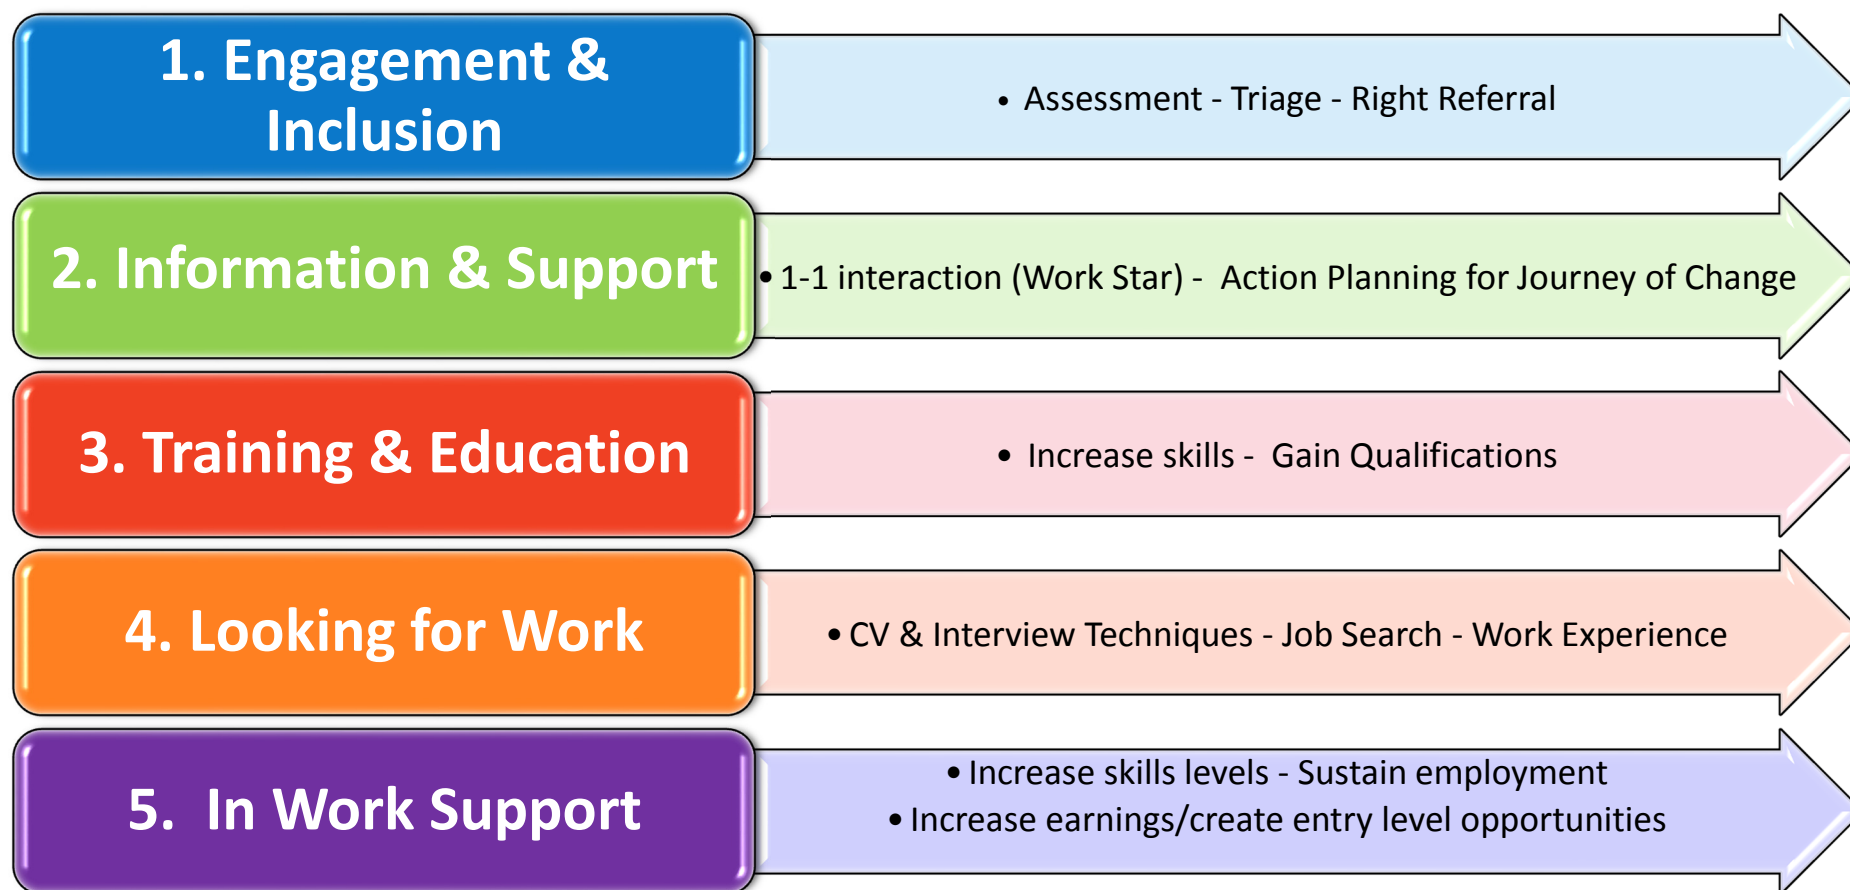 1. Engagement &
Inclusion
• Assessment - Triage - Right Referral
2. Information & Support
• 1-1 interaction (Work Star) -  Action Planning for Journey of Change
3. Training & Education
• Increase skills -  Gain Qualifications
4. Looking for Work
• CV & Interview Techniques - Job Search - Work Experience
5.  In Work Support
• Increase skills levels - Sustain employment
• Increase earnings/create entry level opportunities